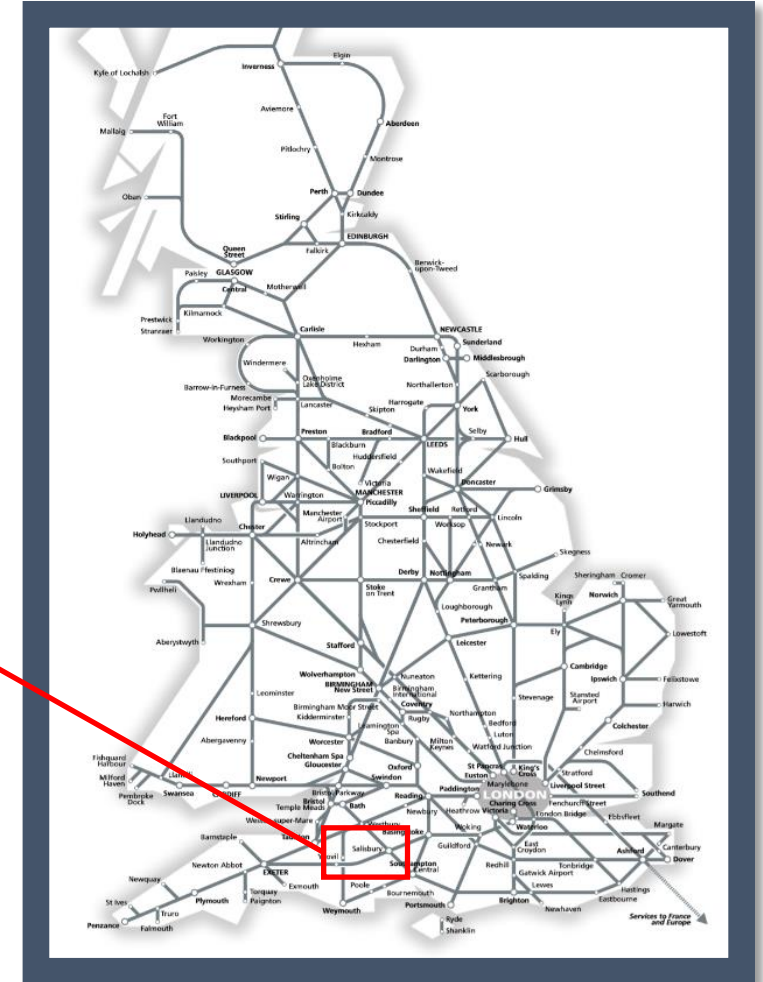 Elgin
Inverness
Kyle of Lochalsh
Aviemore
Fort
William
Aberdeen
Mallaig
Pitlochry
Montrose
Perth
Dundee
Oban
Stirling
Kirkcaldy
EDINBURGH
Queen
Street
Falkirk
GLASGOW
Central
Paisley
Motherwell
Berwick-
upon-Tweed
Prestwick
Stranraer
Kilmarnock
Carlisle
NEWCASTLE
Workington
Hexham
Durham
Sunderland
Darlington
Middlesbrough
Windermere
Scarborough
Oxenholme
Lake District
Northallerton
Barrow-in-Furness
Morecambe
Heysham Port
Lancaster
Harrogate
Skipton
York
Blackpool
Preston
Bradford
LEEDS
Selby
Hull
Blackburn
Huddersfield
Southport
Bolton
Wakefield
Wigan
Victoria
MANCHESTER
Piccadilly
Doncaster
Grimsby
LIVERPOOL
Warrington
Manchester
Airport
Sheffield
Retford
Llandudno
Chester
Stockport
Worksop
Lincoln
Holyhead
Llandudno
Junction
Altrincham
Chesterfield
Newark
Skegness
Blaenau Ffestiniog
Derby
Nottingham
Pwllheli
Wrexham
Crewe
Stoke
on Trent
Grantham
Spalding
Sheringham
Cromer
Kings
Lynn
Norwich
Great
Yarmouth
Loughborough
Peterborough
Shrewsbury
Ely
Lowestoft
Aberystwyth
Stafford
Leicester
Wolverhampton
BIRMINGHAM
New Street
Nuneaton
Birmingham
International
Kettering
Cambridge
Ipswich
Felixstowe
Leominster
Birmingham Moor Street
Coventry
Stevenage
Stansted
Airport
Harwich
Kidderminster
Rugby
Northampton
Hereford
Leamington
Spa
Bedford
Colchester
Abergavenny
Worcester
Banbury
Milton
Keynes
Luton
Watford Junction
Chelmsford
Fishguard
Harbour
Cheltenham Spa
Gloucester
Oxford
St Pancras
King's
Cross
Euston
Stratford
Milford
Haven
Llanelli
Newport
Swindon
Marylebone
Liverpool Street
Pembroke
Dock
Swansea
CARDIFF
Bristol Parkway
Reading
Paddington
LONDON
Southend
Bristol
Temple Meads
Bath
Newbury
Heathrow
Victoria
Charing Cross
Fenchurch Street
London Bridge
Ebbsfleet
Weston-super-Mare
Westbury
Basingstoke
Woking
Waterloo
Margate
Barnstaple
Taunton
Salisbury
Guildford
East
Croydon
Canterbury
Ashford
Dover
Newton Abbot
Yovil
Southampton
Central
Redhill
Tonbridge
Gatwick Airport
Newquay
EXETER
Exmouth
Poole
Bournemouth
Lewes
Hastings
Eastbourne
St Ives
Plymouth
Torquay
Paignton
Weymouth
Portsmouth
Brighton
Newhaven
Truro
Falmouth
Penzance
Ryde
Shanklin
Services to France
and Europe